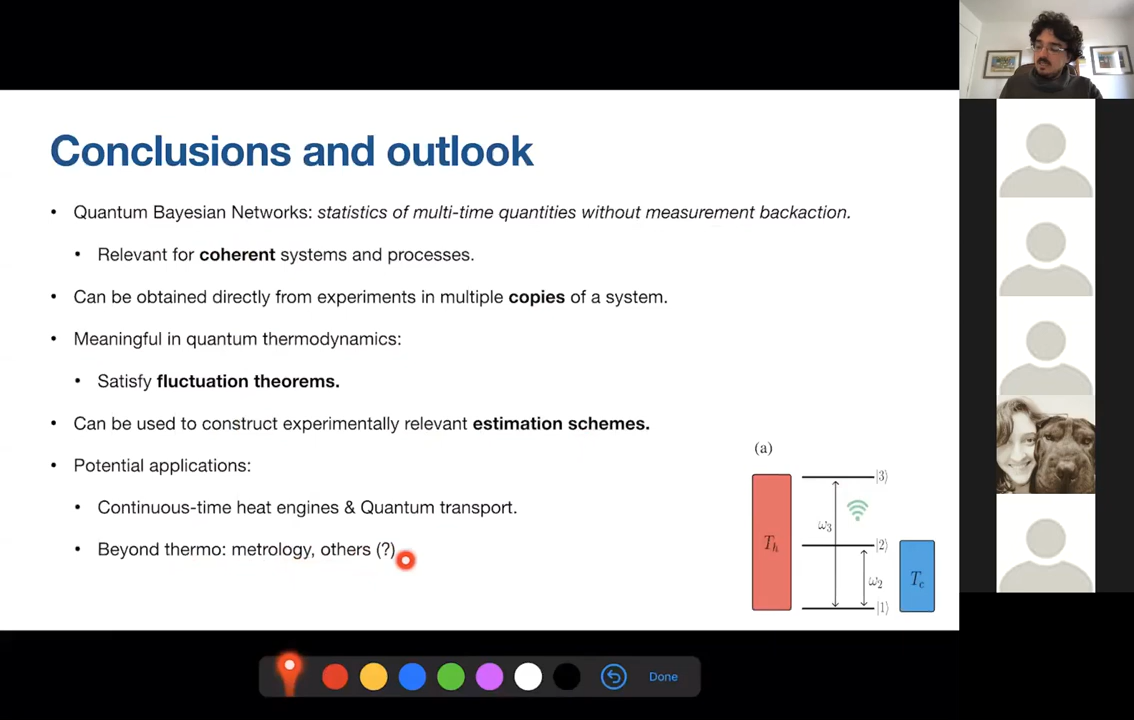 Conclusions and outlook
• Quantum Bayesian Networks: statistics of multi-time quantities without measurement backaction.
• Relevant for coherent systems and processes.
• Can be obtained directly from experiments in multiple copies of a system.
• Meaningful in quantum thermodynamics:
• Satisfy fluctuation theorems.
• Can be used to construct experimentally relevant estimation schemes.
• Potential applications:
• Continuous-time heat engines & Quantum transport.
• Beyond thermo: metrology, others (?)
(a)
|3⟩
ω₃
T_h
|2⟩
ω₂
T_c
|1⟩
Done